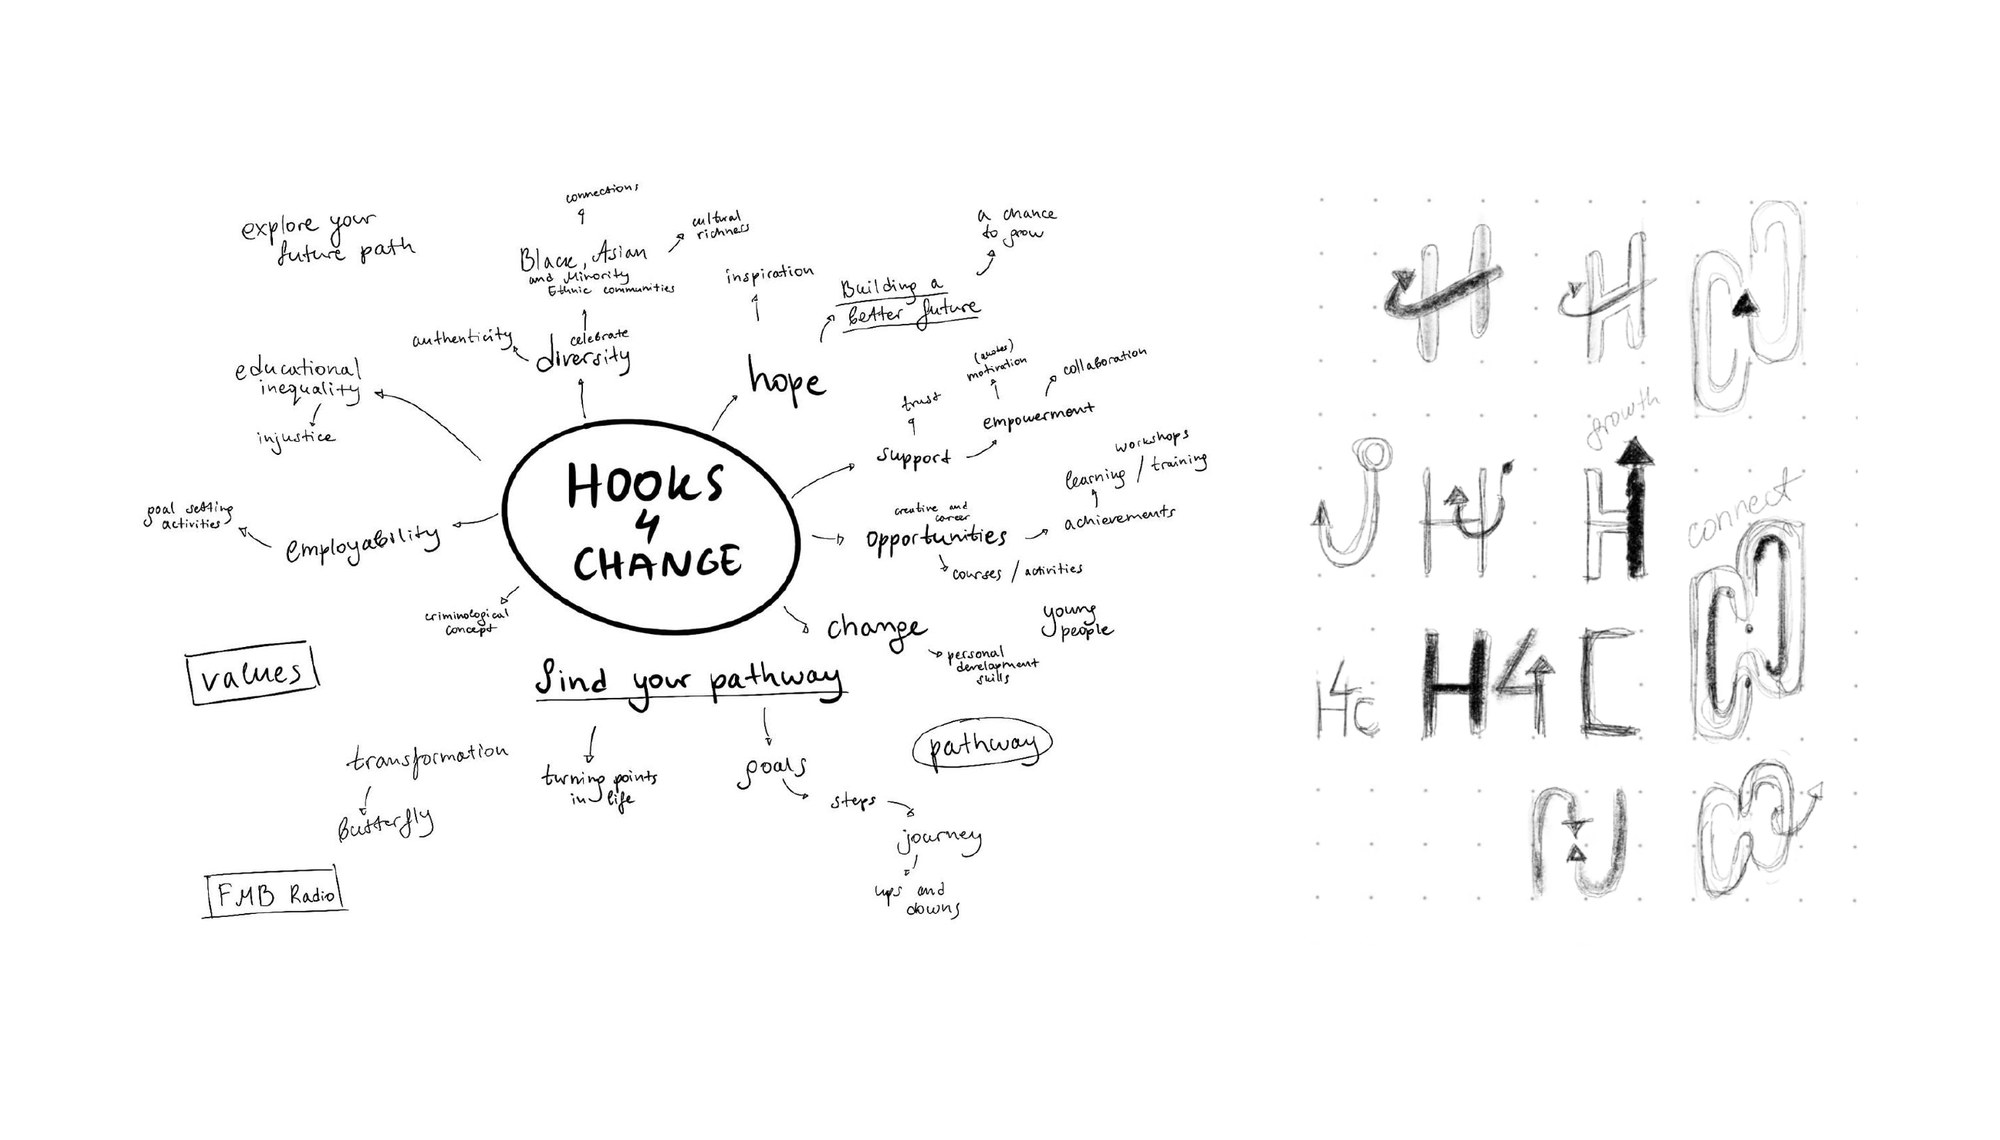 explore your
future path
connections
Black, Asian
and Minority
Ethnic communities
cultural
richness
authenticity
celebrate
diversity
inspiration
hope
Building a
better future
a chance
to grow
educational
inequality
injustice
trust
support
(quotes)
motivation
empowerment
collaboration
workshops
learning / training
achievements
creative and
career
opportunities
courses / activities
goal setting
activities
employability
HOOKS
4
CHANGE
criminological
concept
change
personal
development
skills
young
people
values
find your pathway
turning points
in life
goals
steps
journey
ups and
downs
pathway
transformation
Butterfly
FMB Radio
H
H
growth
H
H
connect
H4C
H4C